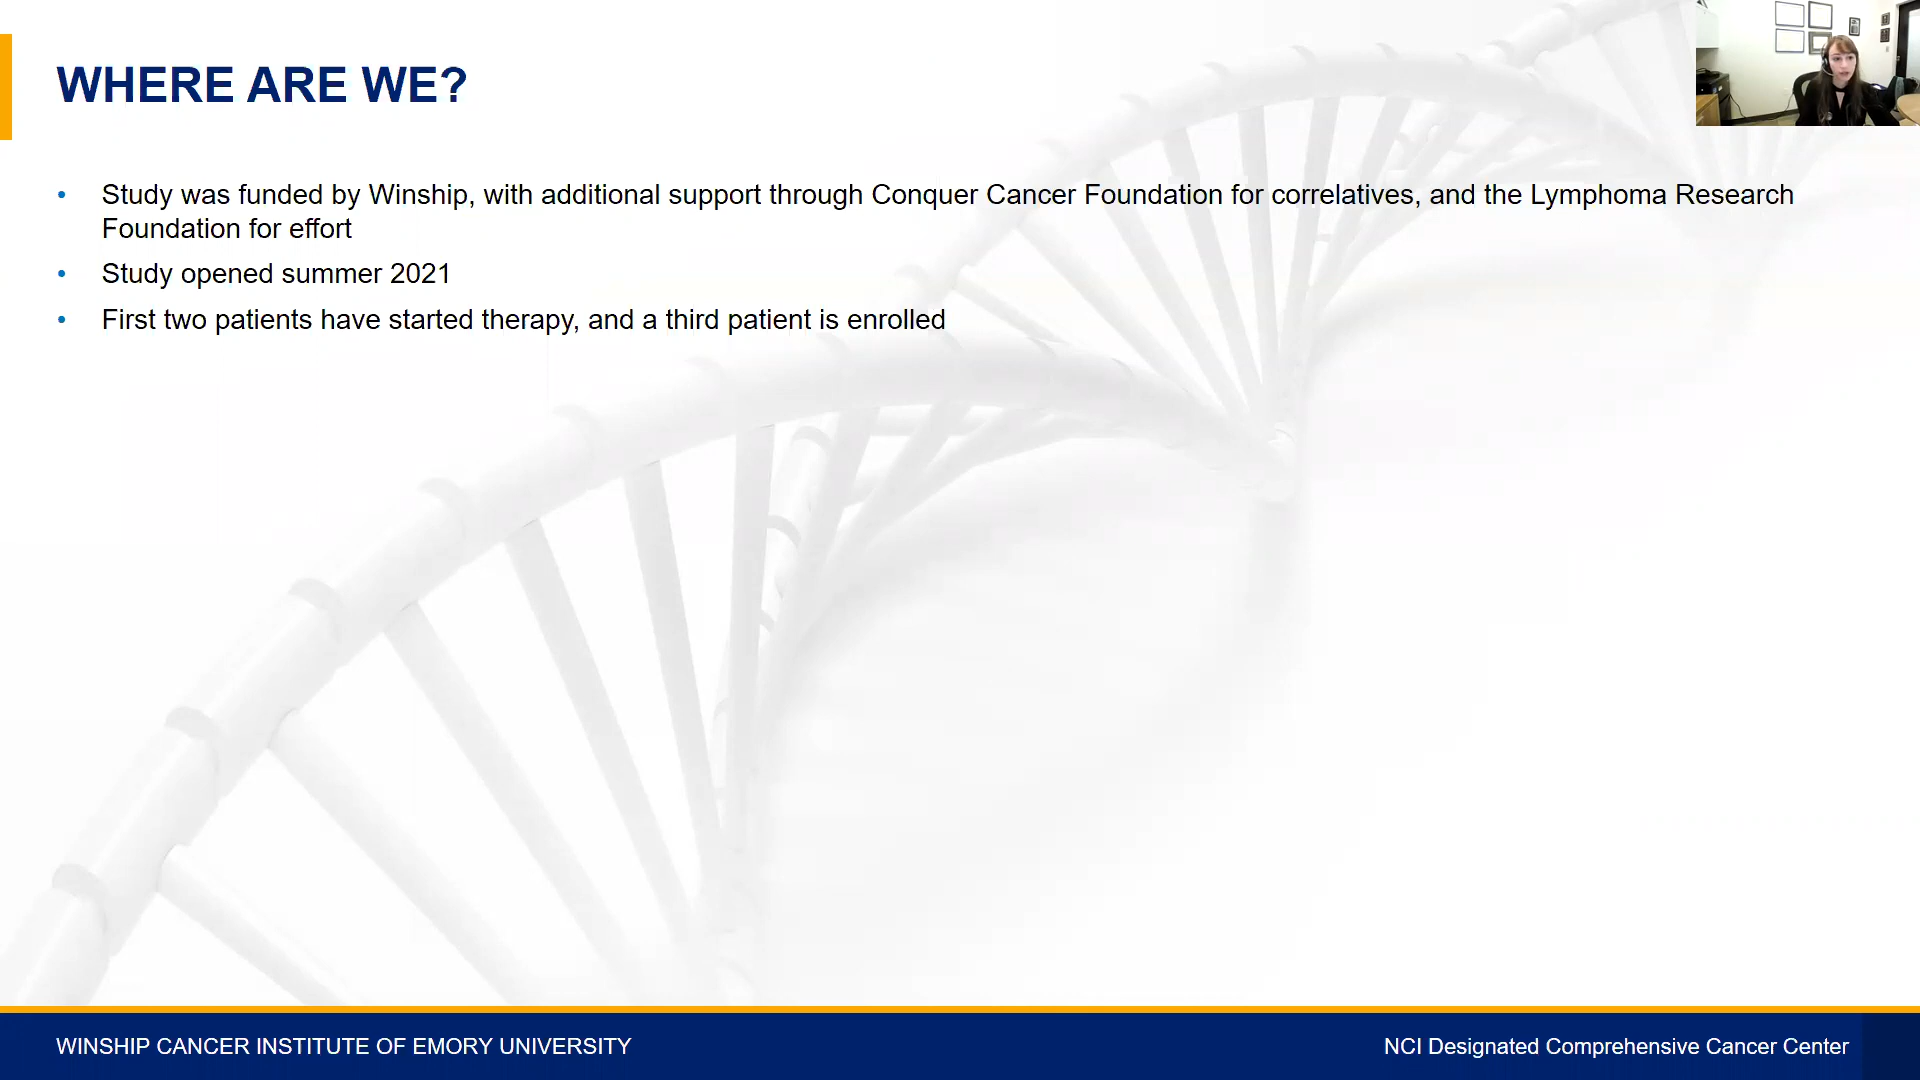 WHERE ARE WE?
• Study was funded by Winship, with additional support through Conquer Cancer Foundation for correlatives, and the Lymphoma Research
Foundation for effort
• Study opened summer 2021
• First two patients have started therapy, and a third patient is enrolled
WINSHIP CANCER INSTITUTE OF EMORY UNIVERSITY
NCI Designated Comprehensive Cancer Center